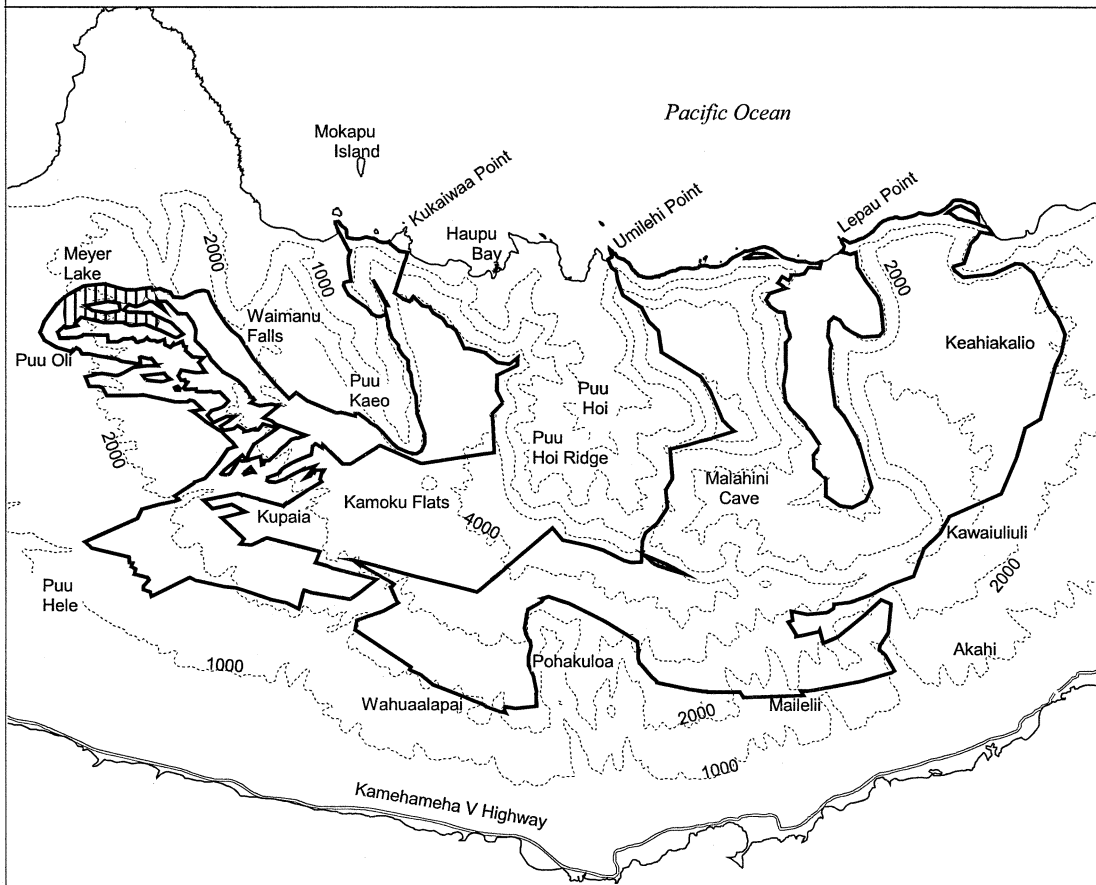 Pacific Ocean
Mokapu
Island
Kukaiwaa Point
Umilehi Point
Lepau Point
Haupu
Bay
2000
Meyer
Lake
1000
2000
Waimanu
Falls
Keahiakalio
Puu Oli
Puu
Kaeo
Puu
Hoi
Puu
Hoi Ridge
2000
Malahini
Cave
Kamoku Flats
Kupaia
4000
Kawaiuliuli
2000
Puu
Hele
Akahi
1000
Pohakuloa
Wahuaalapai
2000
Mailelii
1000
Kamehameha V Highway